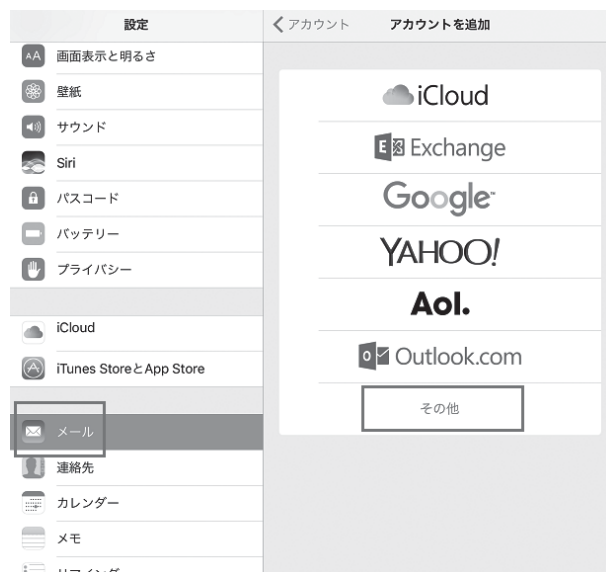 設定
画面表示と明るさ
壁紙
サウンド
Siri
パスコード
バッテリー
プライバシー
iCloud
iTunes StoreとApp Store
メール
連絡先
カレンダー
メモ
アカウント
アカウントを追加
iCloud
Exchange
Google™
YAHOO!
Aol.
Outlook.com
その他